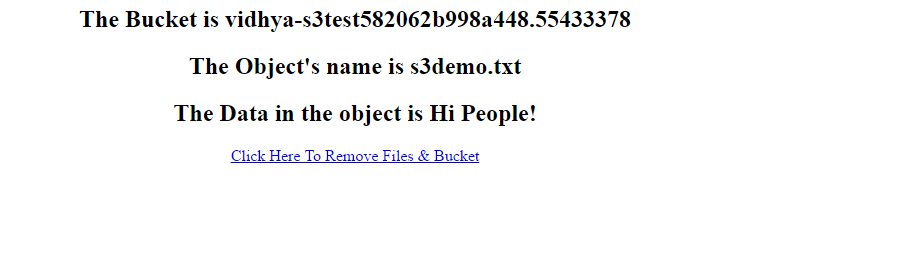 The Bucket is vidhya-s3test582062b998a448.55433378
The Object's name is s3demo.txt
The Data in the object is Hi People!
Click Here To Remove Files & Bucket